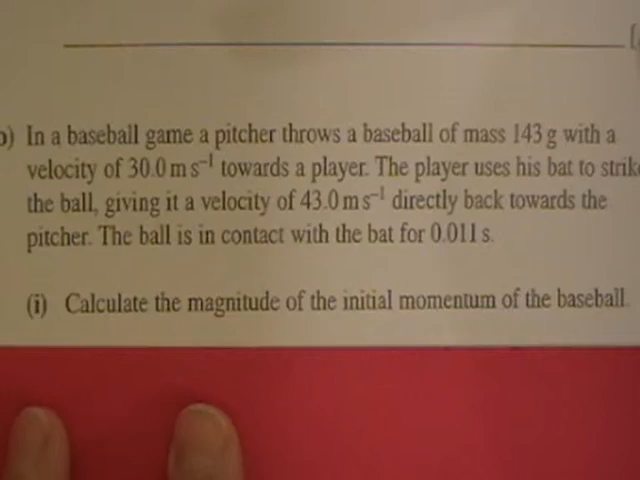 b) In a baseball game a pitcher throws a baseball of mass 143 g with a
velocity of 30.0 m s⁻¹ towards a player. The player uses his bat to strike
the ball, giving it a velocity of 43.0 m s⁻¹ directly back towards the
pitcher. The ball is in contact with the bat for 0.011 s.
(i) Calculate the magnitude of the initial momentum of the baseball.